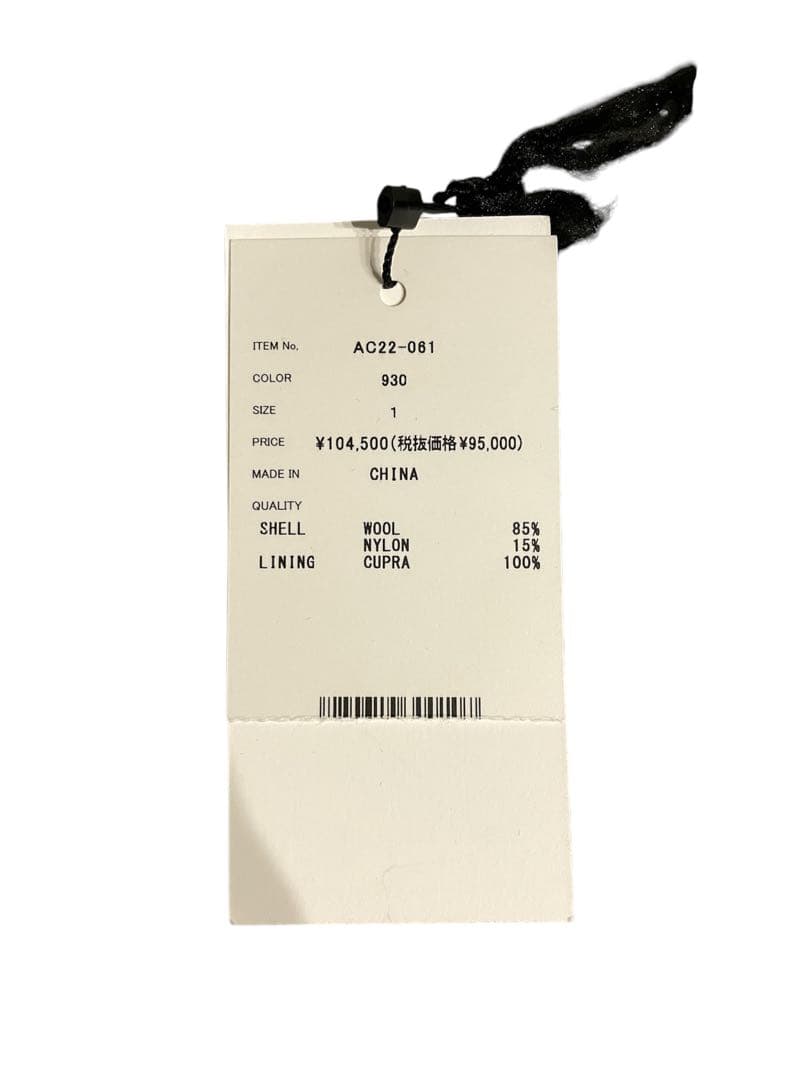 ITEM No. AC22-061
COLOR 930
SIZE 1
PRICE ¥104,500(税抜価格¥95,000)
MADE IN CHINA
QUALITY
SHELL WOOL 85%
NYLON 15%
LINING CUPRA 100%